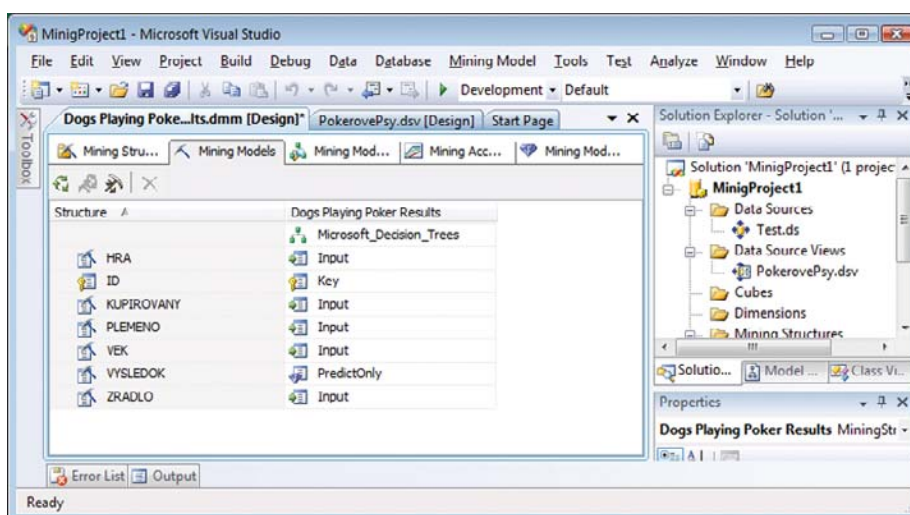 MinigProject1 - Microsoft Visual Studio
File Edit View Project Build Debug Data Database Mining Model Tools Test Analyze Window Help
Development Default
Toolbox
Dogs Playing Poke...lts.dmm [Design]* PokerovePsy.dsv [Design] Start Page
Mining Stru... Mining Models Mining Mod... Mining Acc... Mining Mod...
Structure Dogs Playing Poker Results
Microsoft_Decision_Trees
HRA Input
ID Key
KUPIROVANY Input
PLEMENO Input
VEK Input
VYSLEDOK PredictOnly
ZRADLO Input
Error List Output
Ready
Solution Explorer - Solution '...
Solution 'MinigProject1' (1 projec
MinigProject1
Data Sources
Test.ds
Data Source Views
PokerovePsy.dsv
Cubes
Dimensions
Mining Structures
Solutio... Model ... Class Vi...
Properties
Dogs Playing Poker Results MiningStr